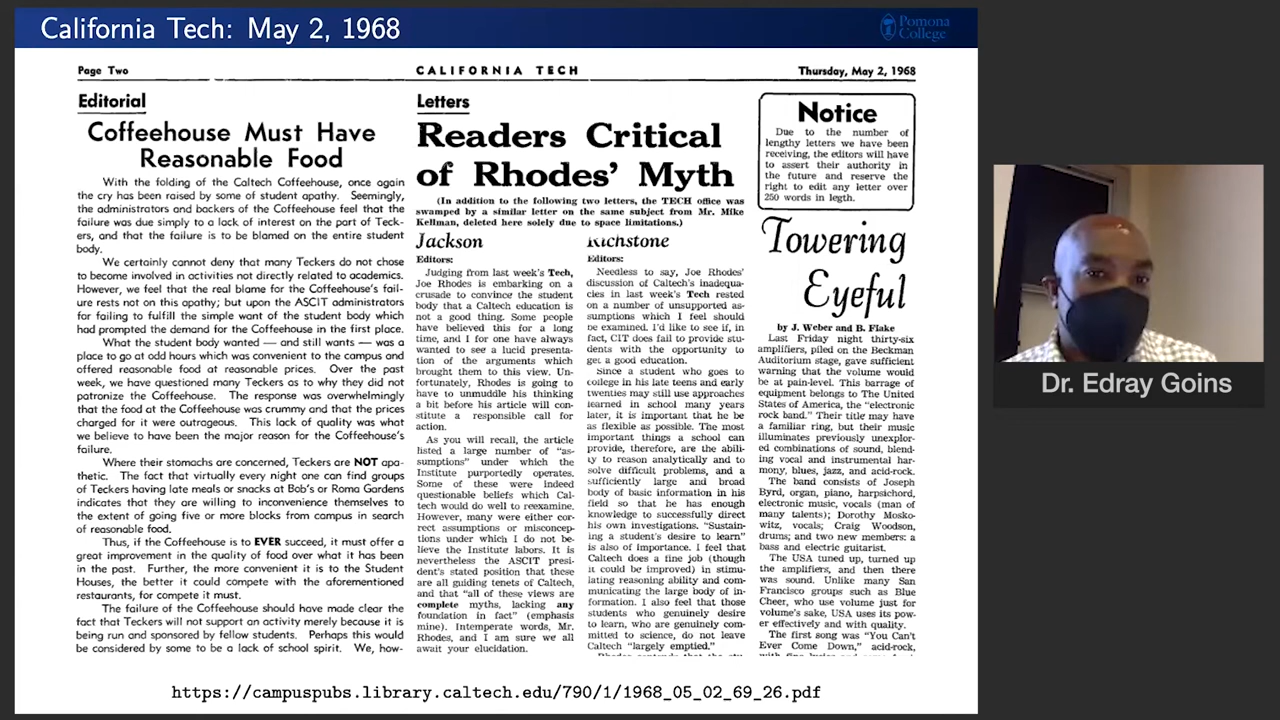 California Tech: May 2, 1968
Pomona
College
Page Two
CALIFORNIA TECH
Thursday, May 2, 1968
Editorial
Coffeehouse Must Have
Reasonable Food
With the folding of the Caltech Coffeehouse, once again
the cry has been raised by some of student apathy. Seemingly,
the administrators and backers of the Coffeehouse feel that the
failure was due simply to a lack of interest on the part of Teck-
ers, and that the failure is to be blamed on the entire student
body.
We certainly cannot deny that many Teckers do not chose
to become involved in activities not directly related to academics.
However, we feel that the real blame for the Coffeehouse's fail-
ure rests not on this apathy; but upon the ASCIT administrators
for failing to fulfill the simple want of the student body which
had prompted the demand for the Coffeehouse in the first place.
What the student body wanted — and still wants — was a
place to go at odd hours which was convenient to the campus and
offered reasonable food at reasonable prices. Over the past
week, we have questioned many Teckers as to why they did not
patronize the Coffeehouse. The response was overwhelmingly
that the food at the Coffeehouse was crummy and that the prices
charged for it were outrageous. This lack of quality was what
we believe to have been the major reason for the Coffeehouse's
failure.
Where their stomachs are concerned, Teckers are NOT apa-
thetic. The fact that virtually every night one can find groups
of Teckers having late meals or snacks at Bob's or Roma Gardens
indicates that they are willing to inconvenience themselves to
the extent of going five or more blocks from campus in search
of reasonable food.
Thus, if the Coffeehouse is to EVER succeed, it must offer a
great improvement in the quality of food over what it has been
in the past. Further, the more convenient it is to the Student
Houses, the better it could compete with the aforementioned
restaurants, for compete it must.
The failure of the Coffeehouse should have made clear the
fact that Teckers will not support an activity merely because it is
being run and sponsored by fellow students. Perhaps this would
be considered by some to be a lack of school spirit. We, how-
Letters
Readers Critical
of Rhodes' Myth
(In addition to the following two letters, the TECH office was
swamped by a similar letter on the same subject from Mr. Mike
Kellman, deleted here solely due to space limitations.)
Jackson
Editors:
Judging from last week's Tech,
Joe Rhodes is embarking on a
crusade to convince the student
body that a Caltech education is
not a good thing. Some people
have believed this for a long
time, and I for one have always
wanted to see a lucid presenta-
tion of the arguments which
brought them to this view. Un-
fortunately, Rhodes is going to
have to unmuddle his thinking
a bit before his article will con-
stitute a responsible call for
action.
As you will recall, the article
listed a large number of "as-
sumptions" under which the
Institute purportedly operates.
Some of these were indeed
questionable beliefs which Cal-
tech would do well to reexamine.
However, many were either cor-
rect assumptions or misconcep-
tions under which I do not be-
lieve the Institute labors. It is
nevertheless the ASCIT presi-
dent's stated position that these
are all guiding tenets of Caltech,
and that "all of these views are
complete myths, lacking any
foundation in fact" (emphasis
mine). Intemperate words, Mr.
Rhodes, and I am sure we all
await your elucidation.
Richstone
Editors:
Needless to say, Joe Rhodes'
discussion of Caltech's inadequa-
cies in last week's Tech rested
on a number of unsupported as-
sumptions which I feel should
be examined. I'd like to see if, in
fact, CIT does fail to provide stu-
dents with the opportunity to
get a good education.
Since a student who goes to
college in his late teens and early
twenties may still use approaches
learned in school many years
later, it is important that he be
as flexible as possible. The most
important things a school can
provide, therefore, are the abili-
ty to reason analytically and to
solve difficult problems, and a
sufficiently large and broad
body of basic information in his
field so that he has enough
knowledge to successfully direct
his own investigations. "Sustain-
ing a student's desire to learn"
is also of importance. I feel that
Caltech does a fine job (though
it could be improved) in stimu-
lating reasoning ability and com-
municating the large body of in-
formation. I also feel that those
students who genuinely desire
to learn, who are genuinely com-
mitted to science, do not leave
Caltech "largely emptied."
Notice
Due to the number of
lengthy letters we have been
receiving, the editors will have
to assert their authority in
the future and reserve the
right to edit any letter over
250 words in legth.
Towering
Eyeful
by J. Weber and B. Flake
Last Friday night thirty-six
amplifiers, piled on the Beckman
Auditorium stage, gave sufficient
warning that the volume would
be at pain-level. This barrage of
equipment belongs to The United
States of America, the "electronic
rock band." Their title may have
a familiar ring, but their music
illuminates previously unexplor-
ed combinations of sound, blend-
ing vocal and instrumental har-
mony, blues, jazz, and acid-rock.
The band consists of Joseph
Byrd, organ, piano, harpsichord,
electronic music, vocals (man of
many talents); Dorothy Mosko-
witz, vocals; Craig Woodson,
drums; and two new members: a
bass and electric guitarist.
The USA tuned up, turned up
the amplifiers, and then there
was sound. Unlike many San
Francisco groups such as Blue
Cheer, who use volume just for
volume's sake, USA uses its pow-
er effectively and with quality.
The first song was "You Can't
Ever Come Down," acid-rock,
https://campuspubs.library.caltech.edu/790/1/1968_05_02_69_26.pdf
Dr. Edray Goins